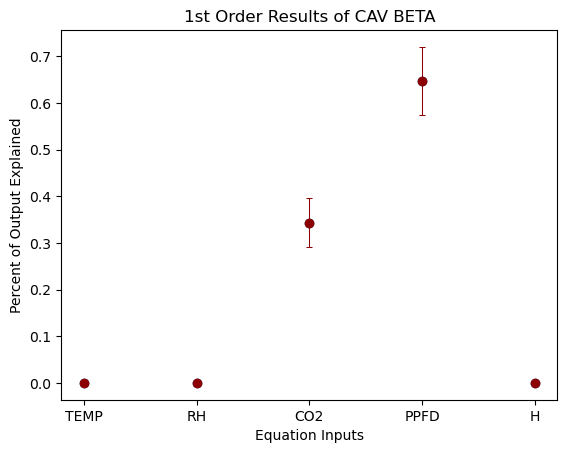 1st Order Results of CAV BETA
Percent of Output Explained
0.7
0.6
0.5
0.4
0.3
0.2
0.1
0.0
TEMP RH CO2 PPFD H
Equation Inputs